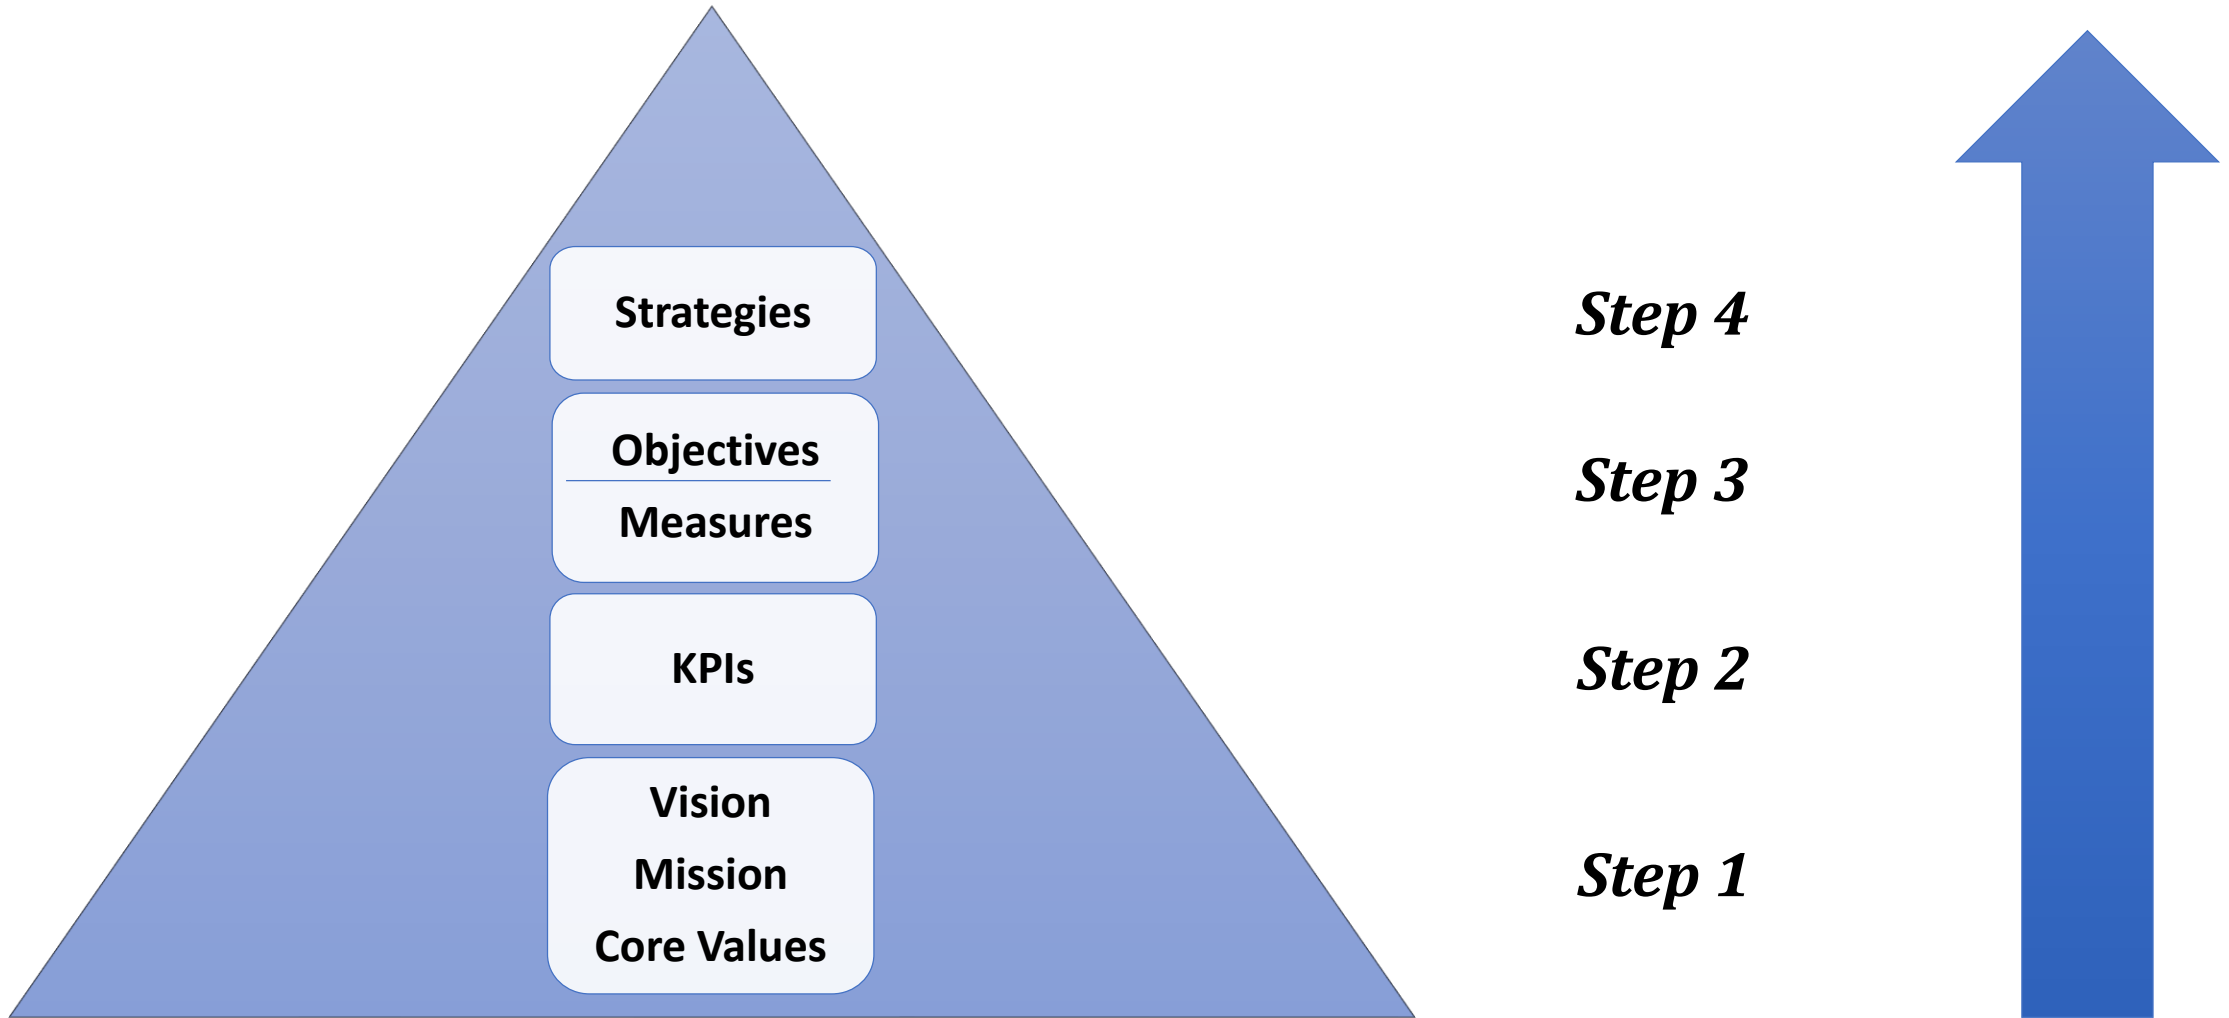 Strategies
Step 4
Objectives
Measures
Step 3
KPIs
Step 2
Vision
Mission
Core Values
Step 1